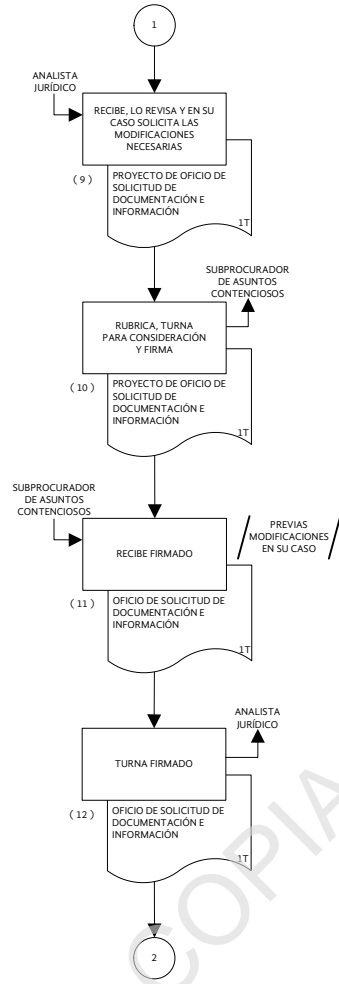 1
ANALISTA
JURÍDICO
RECIBE, LO REVISA Y EN SU
CASO SOLICITA LAS
MODIFICACIONES
NECESARIAS
( 9 )
PROYECTO DE OFICIO DE
SOLICITUD DE
DOCUMENTACIÓN E
INFORMACIÓN
1T
SUBPROCURADOR
DE ASUNTOS
CONTENCIOSOS
RUBRICA, TURNA
PARA CONSIDERACIÓN
Y FIRMA
( 10 )
PROYECTO DE OFICIO DE
SOLICITUD DE
DOCUMENTACIÓN E
INFORMACIÓN
1T
SUBPROCURADOR
DE ASUNTOS
CONTENCIOSOS
RECIBE FIRMADO
PREVIAS
MODIFICACIONES
EN SU CASO
( 11 )
OFICIO DE SOLICITUD DE
DOCUMENTACIÓN E
INFORMACIÓN
1T
ANALISTA
JURÍDICO
TURNA FIRMADO
( 12 )
OFICIO DE SOLICITUD DE
DOCUMENTACIÓN E
INFORMACIÓN
1T
2
COPIA